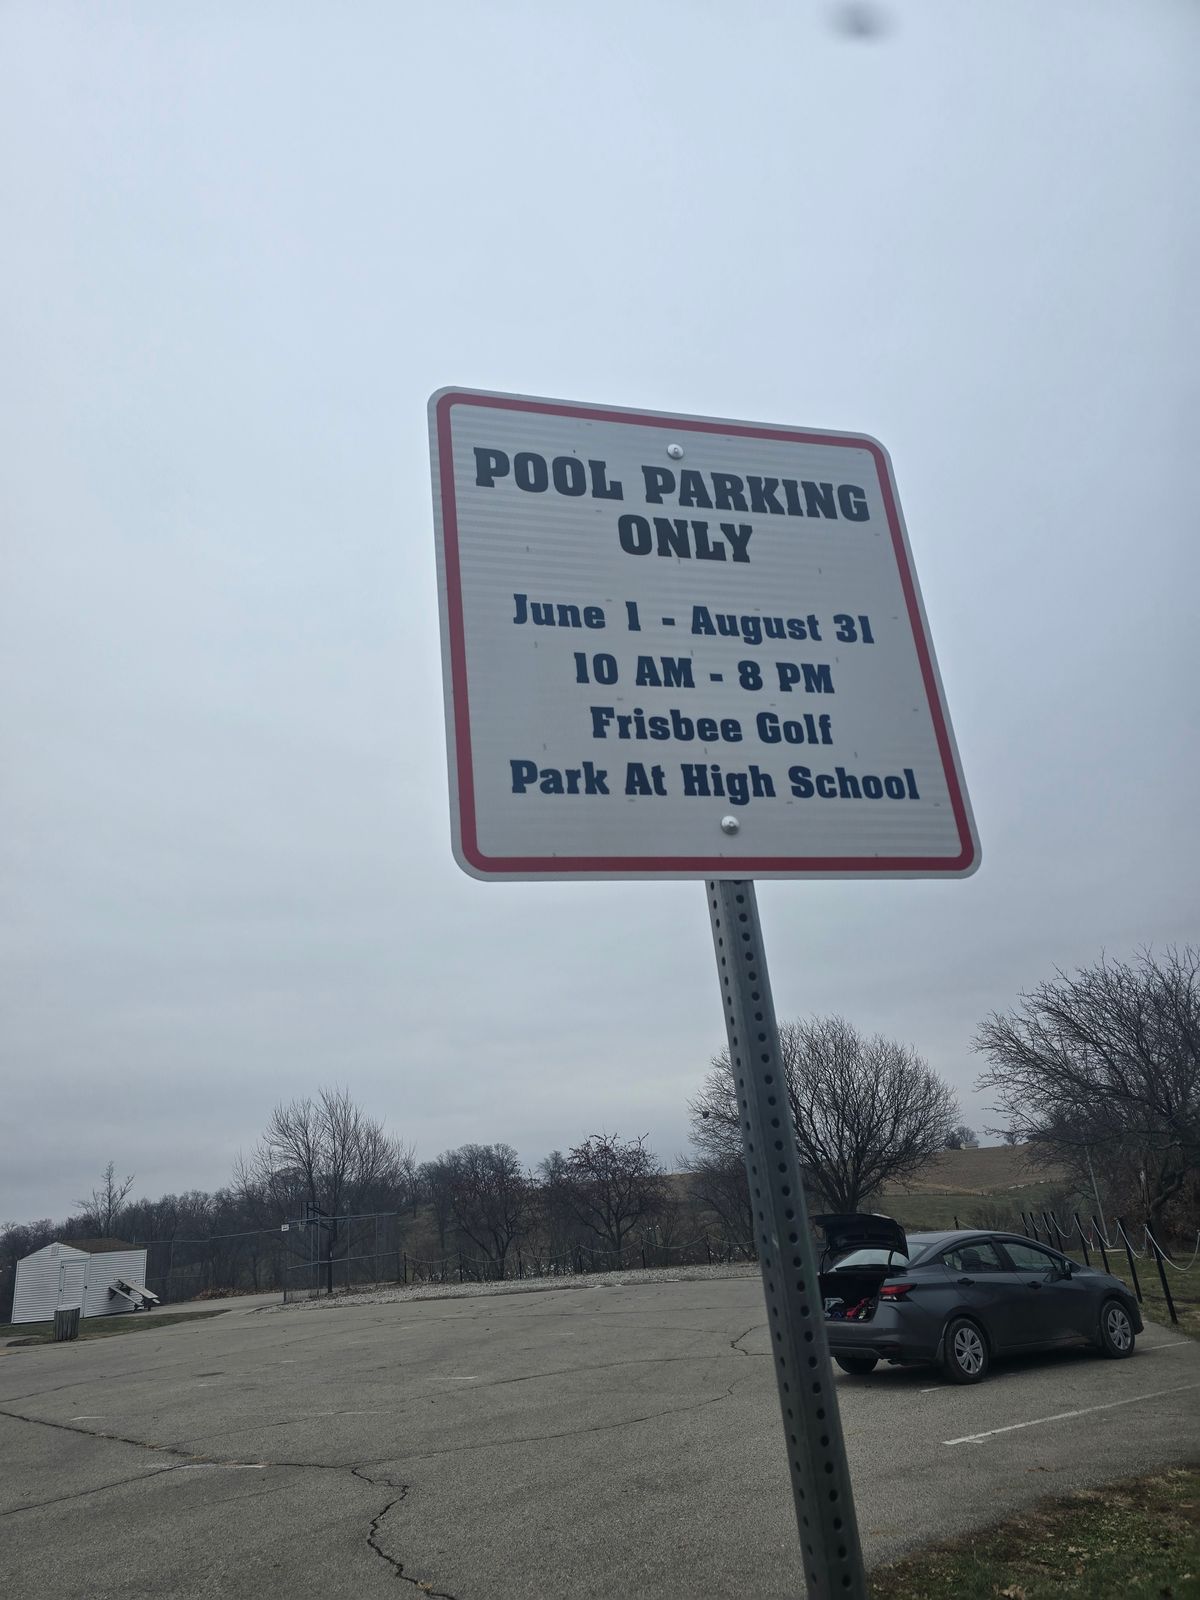 POOL PARKING
ONLY
June 1 - August 31
10 AM - 8 PM
Frisbee Golf
Park At High School